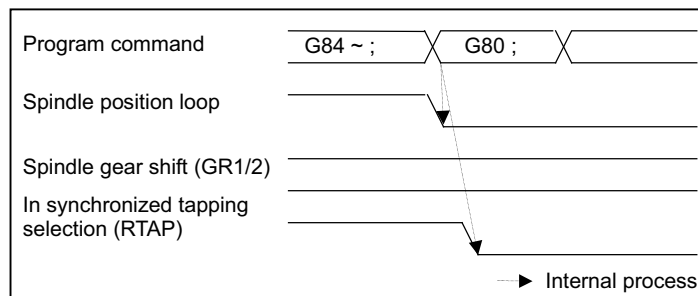 Program command
G84 ~ ;
G80 ;
Spindle position loop
Spindle gear shift (GR1/2)
In synchronized tapping
selection (RTAP)
Internal process